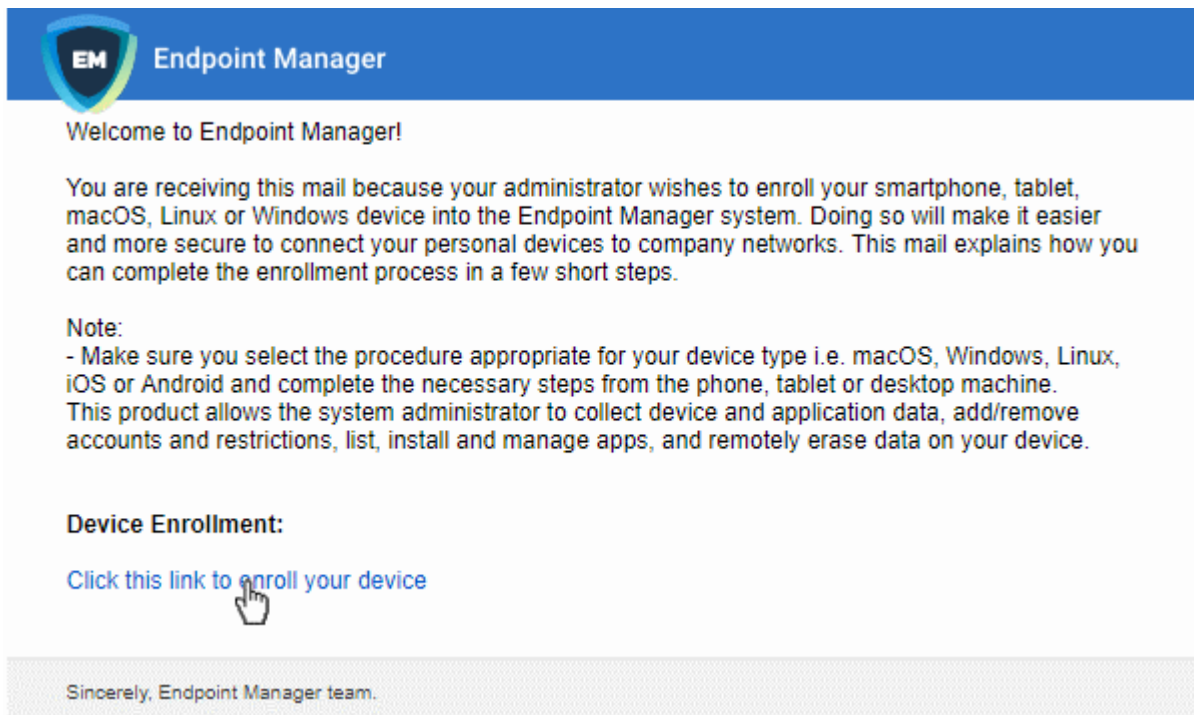 EM Endpoint Manager
Welcome to Endpoint Manager!
You are receiving this mail because your administrator wishes to enroll your smartphone, tablet,
macOS, Linux or Windows device into the Endpoint Manager system. Doing so will make it easier
and more secure to connect your personal devices to company networks. This mail explains how you
can complete the enrollment process in a few short steps.
Note:
- Make sure you select the procedure appropriate for your device type i.e. macOS, Windows, Linux,
iOS or Android and complete the necessary steps from the phone, tablet or desktop machine.
This product allows the system administrator to collect device and application data, add/remove
accounts and restrictions, list, install and manage apps, and remotely erase data on your device.
Device Enrollment:
Click this link to enroll your device
Sincerely, Endpoint Manager team.